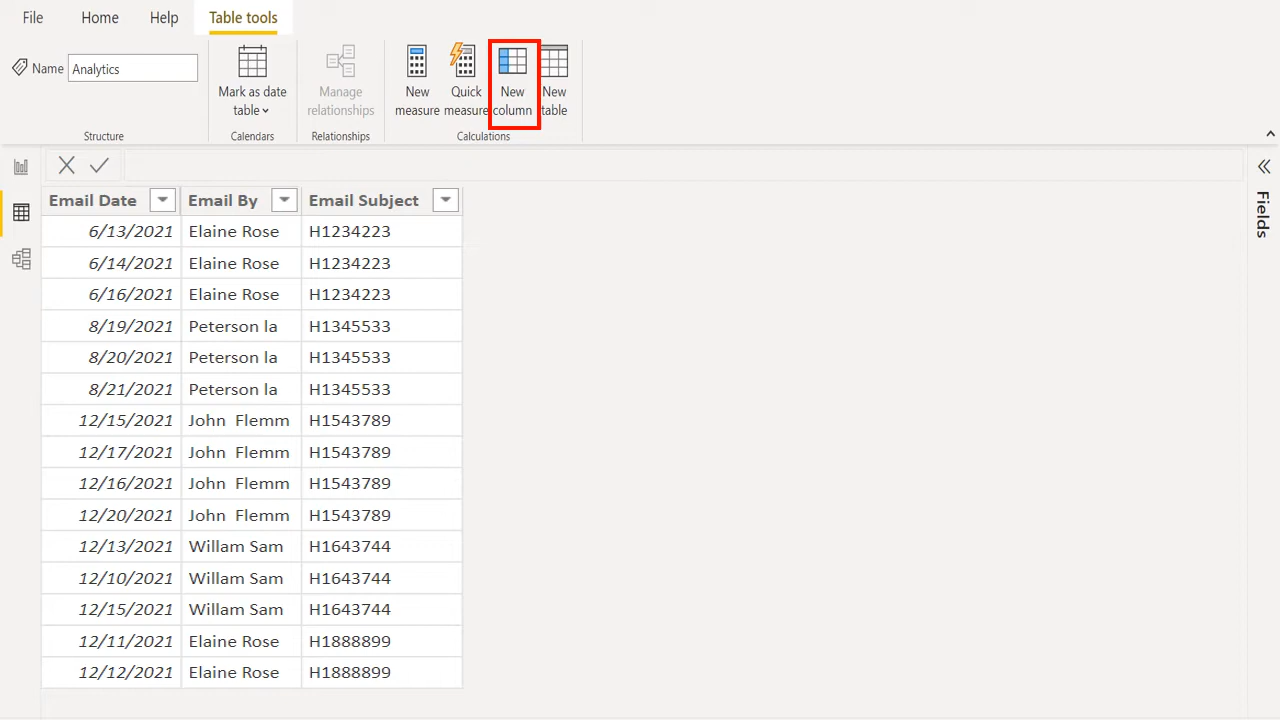 File Home Help Table tools
Name Analytics
Mark as date table
Manage relationships
New measure
Quick measure
New column
New table
Structure Calendars Relationships Calculations
Email Date Email By Email Subject
6/13/2021 Elaine Rose H1234223
6/14/2021 Elaine Rose H1234223
6/16/2021 Elaine Rose H1234223
8/19/2021 Peterson la H1345533
8/20/2021 Peterson la H1345533
8/21/2021 Peterson la H1345533
12/15/2021 John  Flemm H1543789
12/17/2021 John  Flemm H1543789
12/16/2021 John  Flemm H1543789
12/20/2021 John  Flemm H1543789
12/13/2021 Willam Sam H1643744
12/10/2021 Willam Sam H1643744
12/15/2021 Willam Sam H1643744
12/11/2021 Elaine Rose H1888899
12/12/2021 Elaine Rose H1888899
Fields